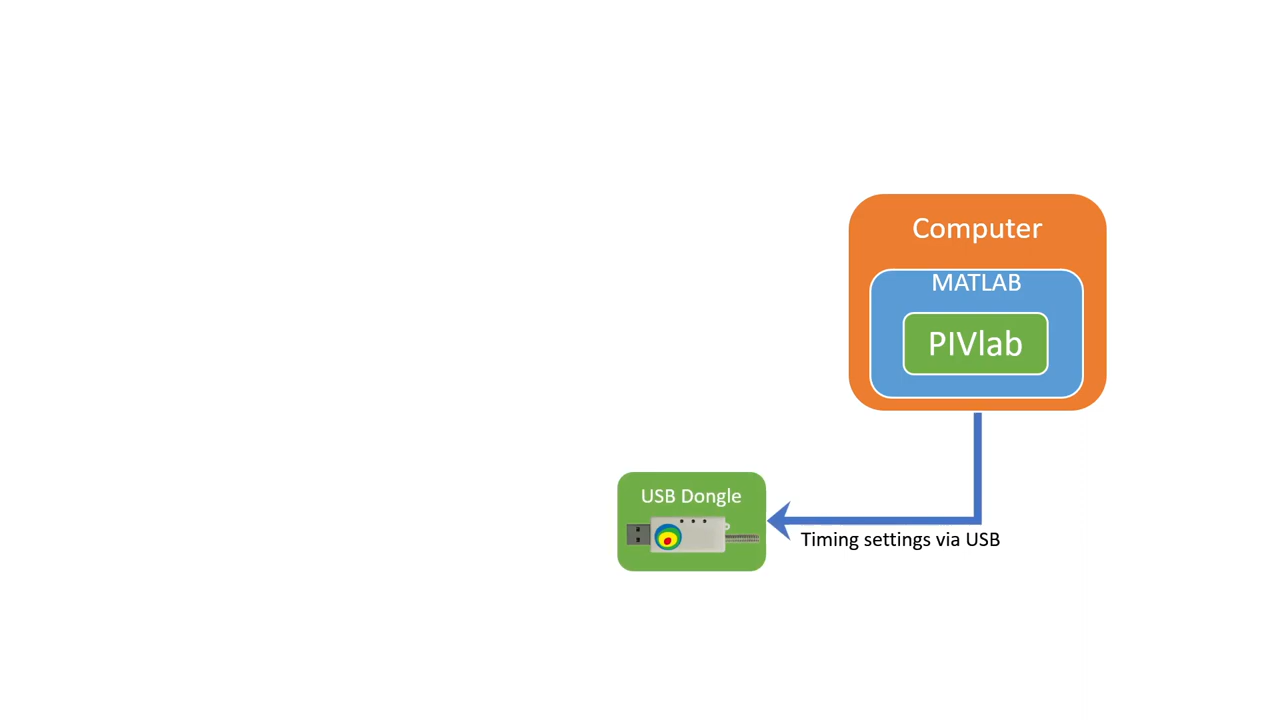 Computer
MATLAB
PIVlab
USB Dongle
Timing settings via USB